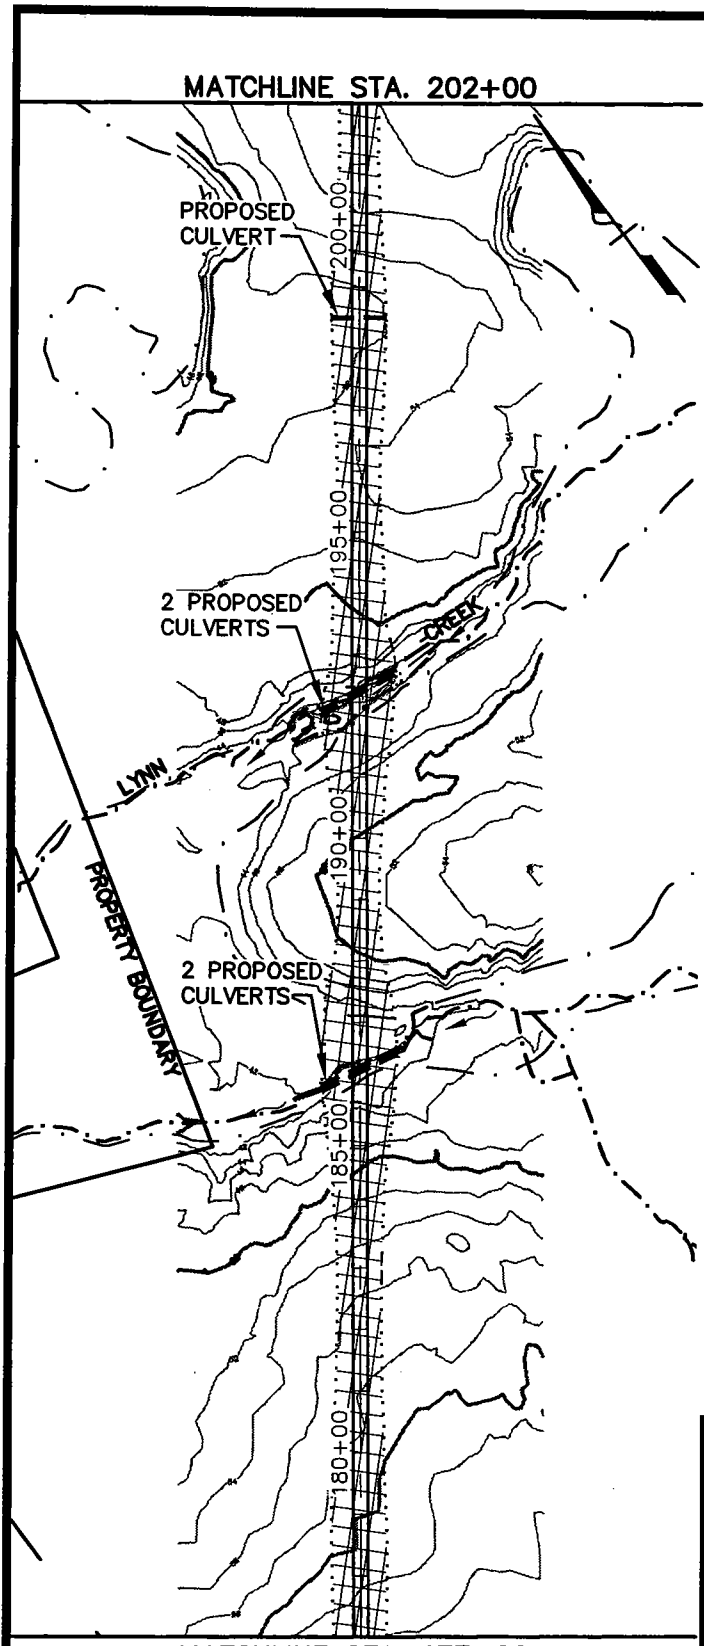 MATCHLINE STA. 202+00
PROPOSED
CULVERT
200+00
195+00
2 PROPOSED
CULVERTS
CREEK
LYNN
190+00
PROPERTY BOUNDARY
2 PROPOSED
CULVERTS
185+00
180+00